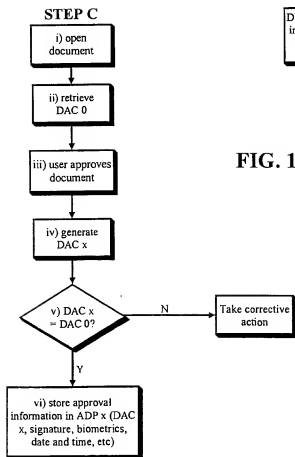 STEP C
i) open
document
ii) retrieve
DAC 0
iii) user approves
document
iv) generate
DAC x
v) DAC x
= DAC 0?
N
Take corrective
action
Y
vi) store approval
information in ADP x (DAC
x, signature, biometrics,
date and time, etc)
D
in
FIG. 1